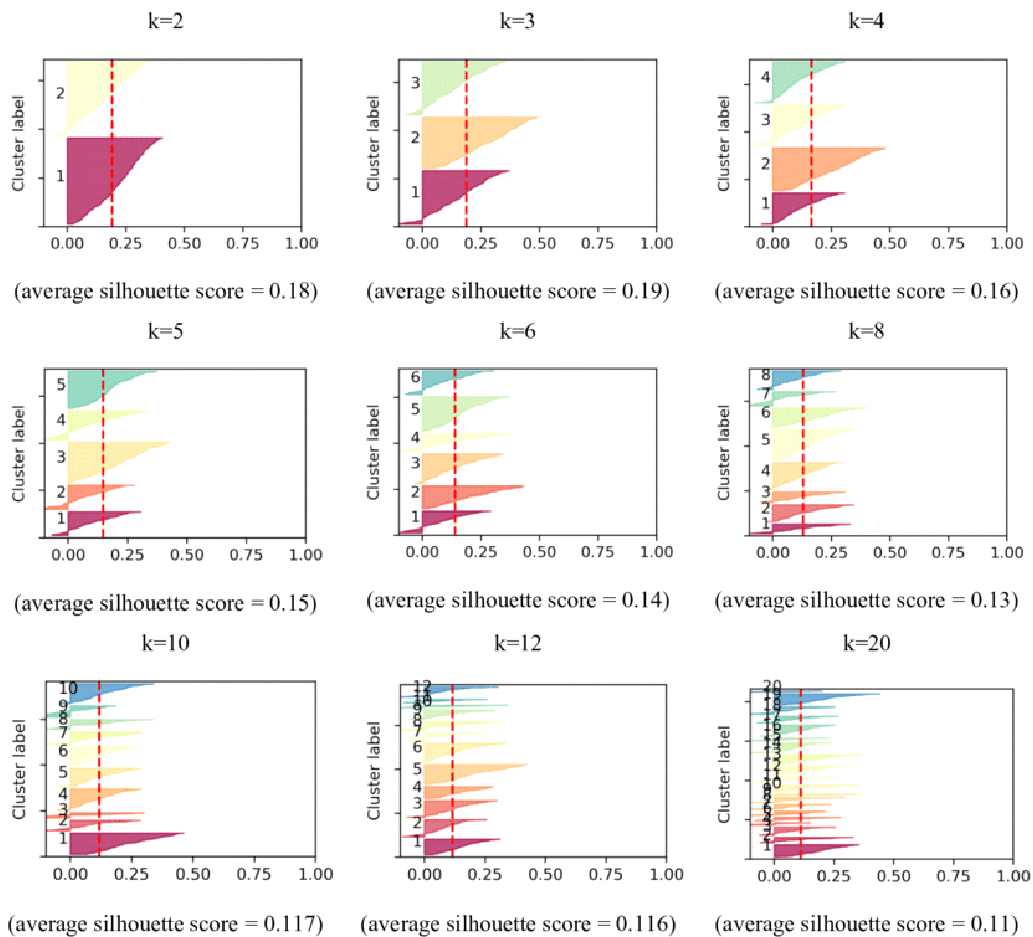 k=2
k=3
k=4
Cluster label
2
1
0.00 0.25 0.50 0.75 1.00
Cluster label
3
2
1
0.00 0.25 0.50 0.75 1.00
Cluster label
4
3
2
1
0.00 0.25 0.50 0.75 1.00
(average silhouette score = 0.18)
(average silhouette score = 0.19)
(average silhouette score = 0.16)
k=5
k=6
k=8
Cluster label
5
4
3
2
1
0.00 0.25 0.50 0.75 1.00
Cluster label
6
5
4
3
2
1
0.00 0.25 0.50 0.75 1.00
Cluster label
8
7
6
5
4
3
2
1
0.00 0.25 0.50 0.75 1.00
(average silhouette score = 0.15)
(average silhouette score = 0.14)
(average silhouette score = 0.13)
k=10
k=12
k=20
Cluster label
10
9
8
7
6
5
4
3
2
1
0.00 0.25 0.50 0.75 1.00
Cluster label
12
10
9
8
7
6
5
4
3
2
1
0.00 0.25 0.50 0.75 1.00
Cluster label
20
1
0.00 0.25 0.50 0.75 1.00
(average silhouette score = 0.117)
(average silhouette score = 0.116)
(average silhouette score = 0.11)